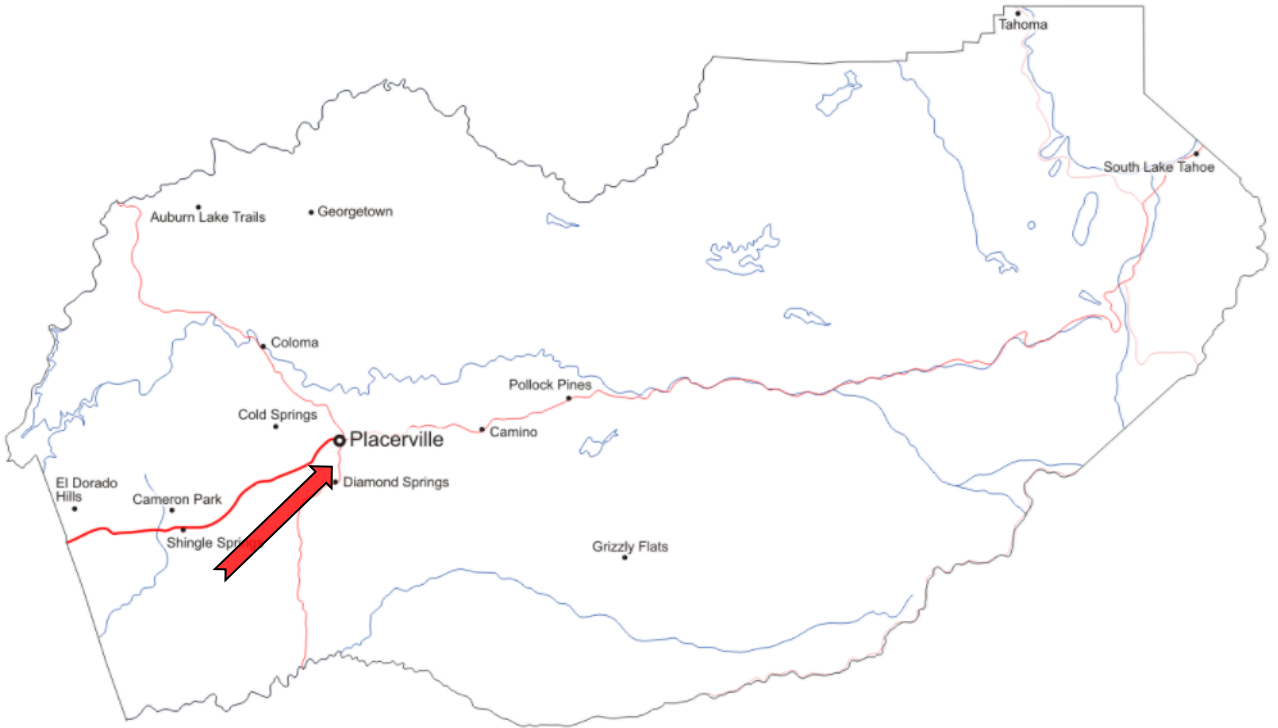 Tahoma
South Lake Tahoe
Auburn Lake Trails
Georgetown
Coloma
Pollock Pines
Cold Springs
Camino
Placerville
El Dorado
Hills
Diamond Springs
Cameron Park
Shingle Springs
Grizzly Flats